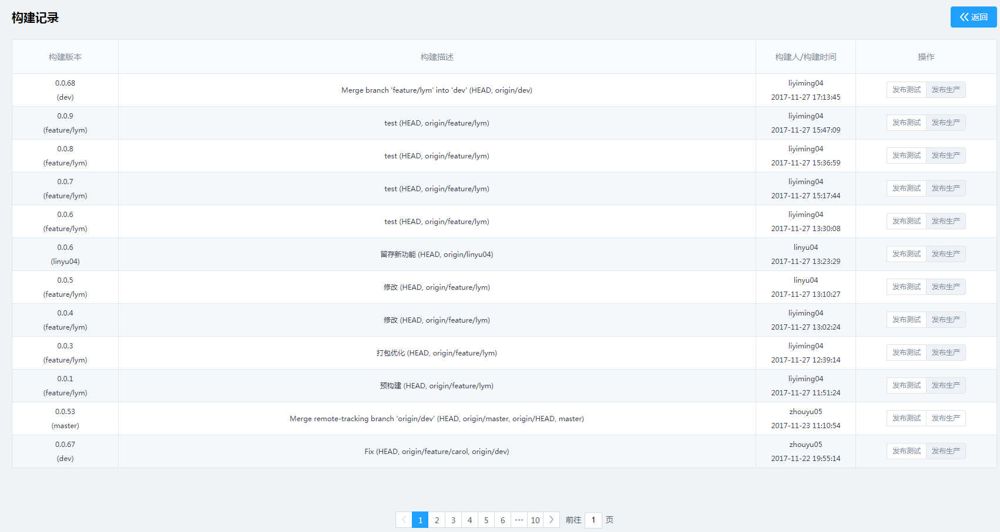 构建记录
返回
构建版本 构建描述 构建人/构建时间 操作
0.0.68
(dev)
Merge branch 'feature/lym' into 'dev' (HEAD, origin/dev)
liyiming04
2017-11-27 17:13:45
发布测试 发布生产
0.0.9
(feature/lym)
test (HEAD, origin/feature/lym)
liyiming04
2017-11-27 15:47:09
发布测试 发布生产
0.0.8
(feature/lym)
test (HEAD, origin/feature/lym)
liyiming04
2017-11-27 15:36:59
发布测试 发布生产
0.0.7
(feature/lym)
test (HEAD, origin/feature/lym)
liyiming04
2017-11-27 15:17:44
发布测试 发布生产
0.0.6
(feature/lym)
test (HEAD, origin/feature/lym)
liyiming04
2017-11-27 13:30:08
发布测试 发布生产
0.0.6
(linyu04)
留存新功能 (HEAD, origin/linyu04)
linyu04
2017-11-27 13:23:29
发布测试 发布生产
0.0.5
(feature/lym)
修改 (HEAD, origin/feature/lym)
linyu04
2017-11-27 13:10:27
发布测试 发布生产
0.0.4
(feature/lym)
修改 (HEAD, origin/feature/lym)
liyiming04
2017-11-27 13:02:24
发布测试 发布生产
0.0.3
(feature/lym)
打包优化 (HEAD, origin/feature/lym)
liyiming04
2017-11-27 12:39:14
发布测试 发布生产
0.0.1
(feature/lym)
预构建 (HEAD, origin/feature/lym)
liyiming04
2017-11-27 11:51:24
发布测试 发布生产
0.0.53
(master)
Merge remote-tracking branch 'origin/dev' (HEAD, origin/master, origin/HEAD, master)
zhouyu05
2017-11-23 11:10:54
发布测试 发布生产
0.0.67
(dev)
Fix (HEAD, origin/feature/carol, origin/dev)
zhouyu05
2017-11-22 19:55:14
发布测试 发布生产
1 2 3 4 5 6 ··· 10 前往 1 页